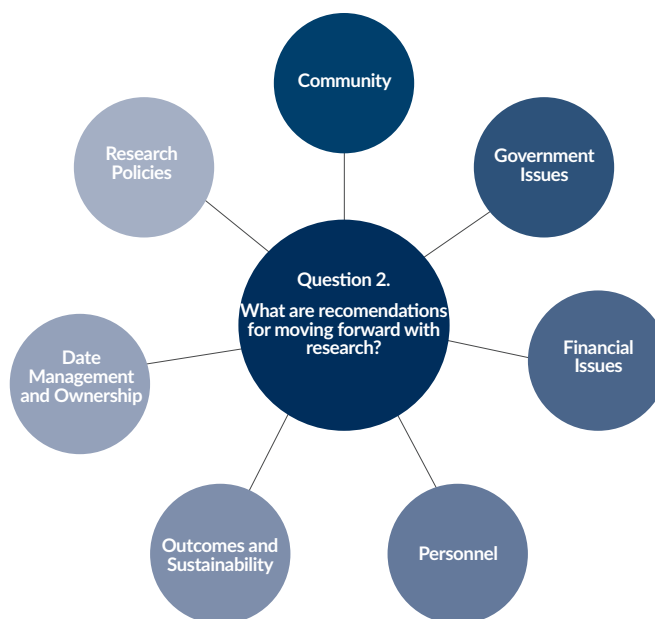 Community
Government
Issues
Financial
Issues
Personnel
Outcomes and
Sustainability
Date
Management
and Ownership
Research
Policies
Question 2.
What are recomendations
for moving forward with
research?